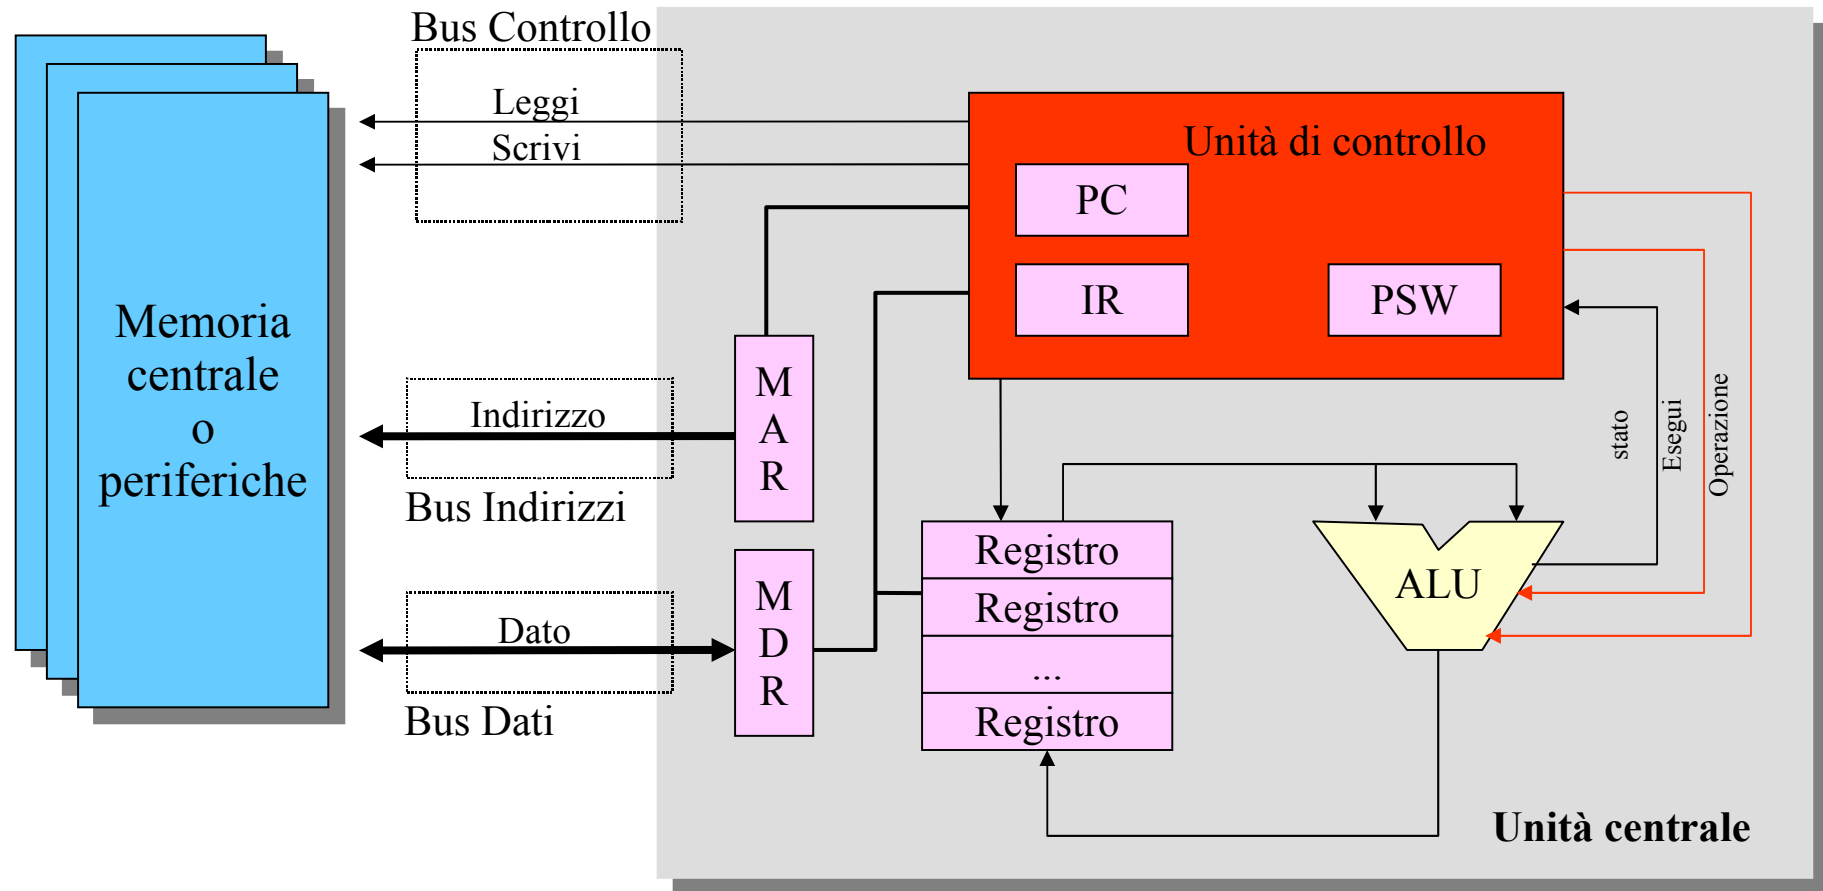 Bus Controllo
Leggi
Scrivi
Unità di controllo
PC
IR
PSW
Memoria
centrale
o
periferiche
M
A
R
Indirizzo
Bus Indirizzi
stato
Esegui
Operazione
M
D
R
Dato
Bus Dati
Registro
Registro
...
Registro
ALU
Unità centrale